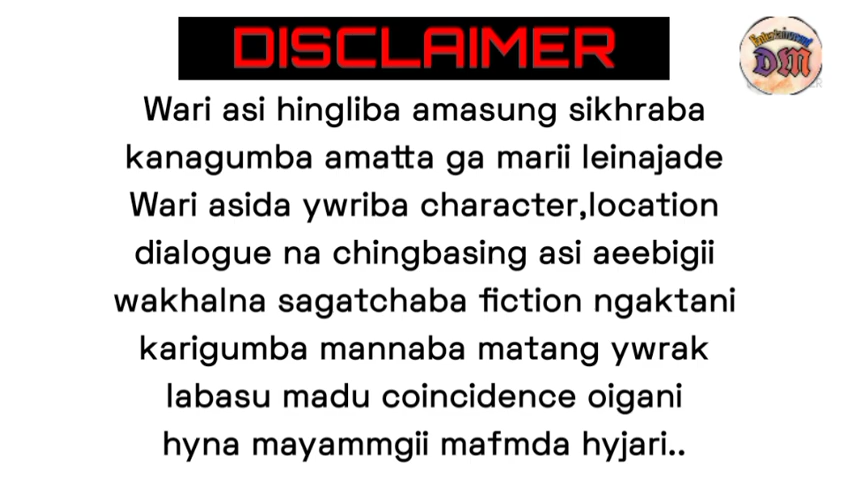 DISCLAIMER
Entertainment
DM
Wari asi hingliba amasung sikhraba
kanagumba amatta ga marii leinajade
Wari asida ywriba character,location
dialogue na chingbasing asi aeebigii
wakhalna sagatchaba fiction ngaktani
karigumba mannaba matang ywrak
labasu madu coincidence oigani
hyna mayammgii mafmda hyjari..